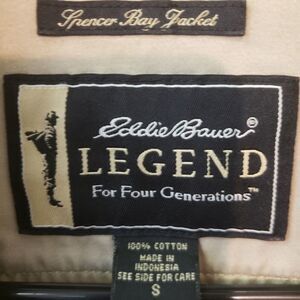 Spencer Bay Jacket
Eddie Bauer®
LEGEND
For Four Generations™
100% COTTON
MADE IN
INDONESIA
SEE SIDE FOR CARE
S